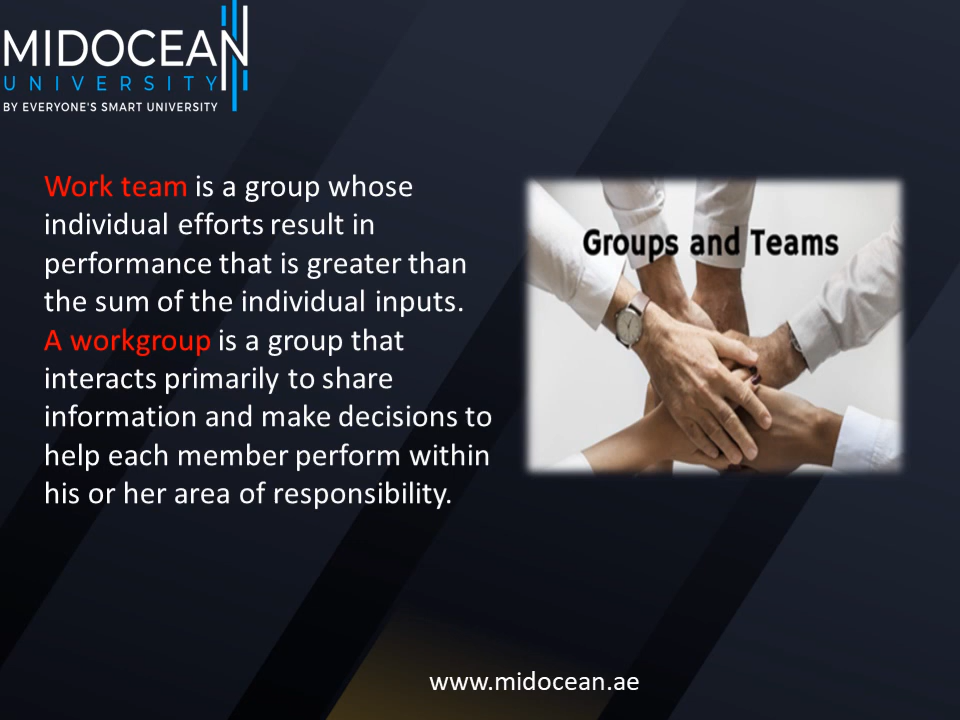 MIDOCEAN
UNIVERSITY
BY EVERYONE'S SMART UNIVERSITY
Work team is a group whose
individual efforts result in
performance that is greater than
the sum of the individual inputs.
A workgroup is a group that
interacts primarily to share
information and make decisions to
help each member perform within
his or her area of responsibility.
Groups and Teams
www.midocean.ae